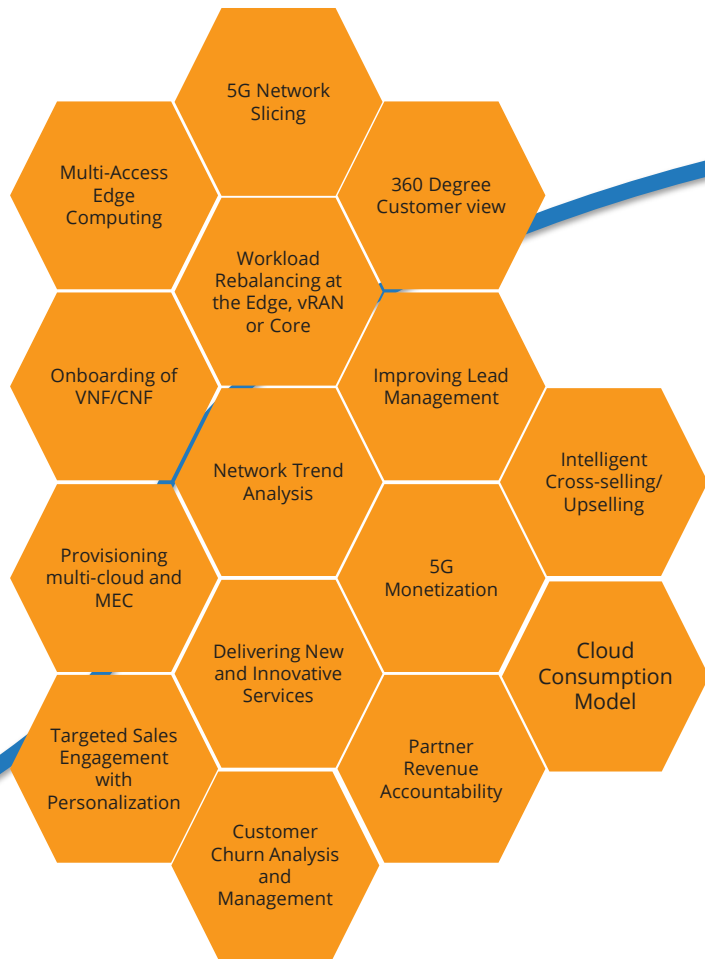 5G Network
Slicing
Multi-Access
Edge
Computing
360 Degree
Customer view
Workload
Rebalancing at
the Edge, vRAN
or Core
Onboarding of
VNF/CNF
Improving Lead
Management
Network Trend
Analysis
Intelligent
Cross-selling/
Upselling
Provisioning
multi-cloud and
MEC
5G
Monetization
Delivering New
and Innovative
Services
Cloud
Consumption
Model
Targeted Sales
Engagement
with
Personalization
Partner
Revenue
Accountability
Customer
Churn Analysis
and
Management